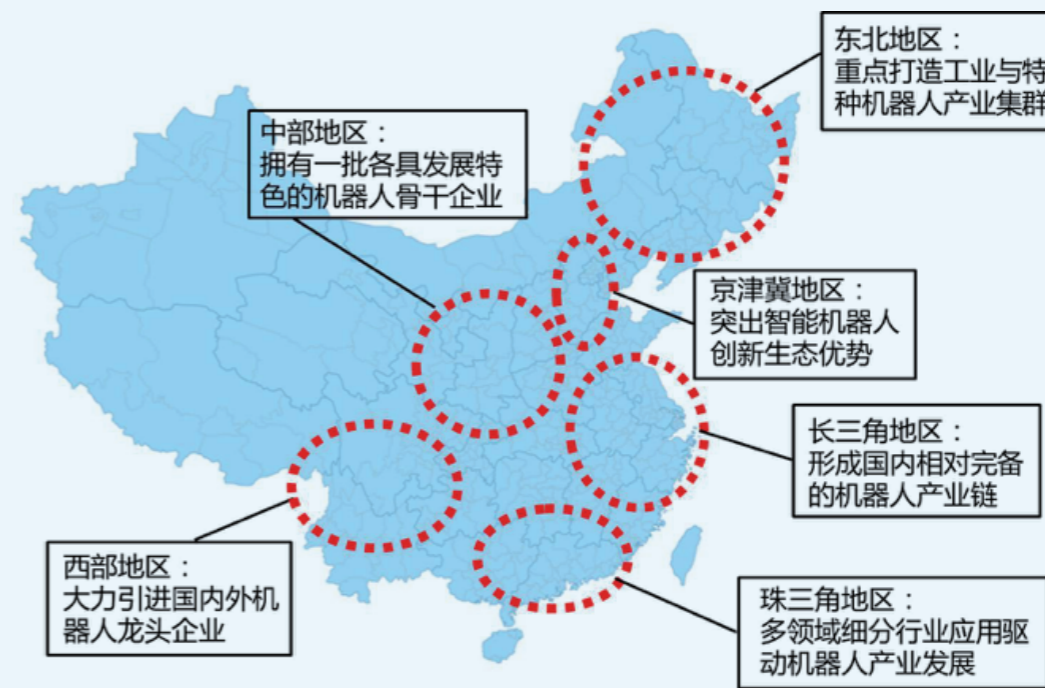 东北地区：
重点打造工业与特
种机器人产业集群
中部地区：
拥有一批各具发展特
色的机器人骨干企业
京津冀地区：
突出智能机器人
创新生态优势
长三角地区：
形成国内相对完备
的机器人产业链
西部地区：
大力引进国内外机
器人龙头企业
珠三角地区：
多领域细分行业应用驱
动机器人产业发展